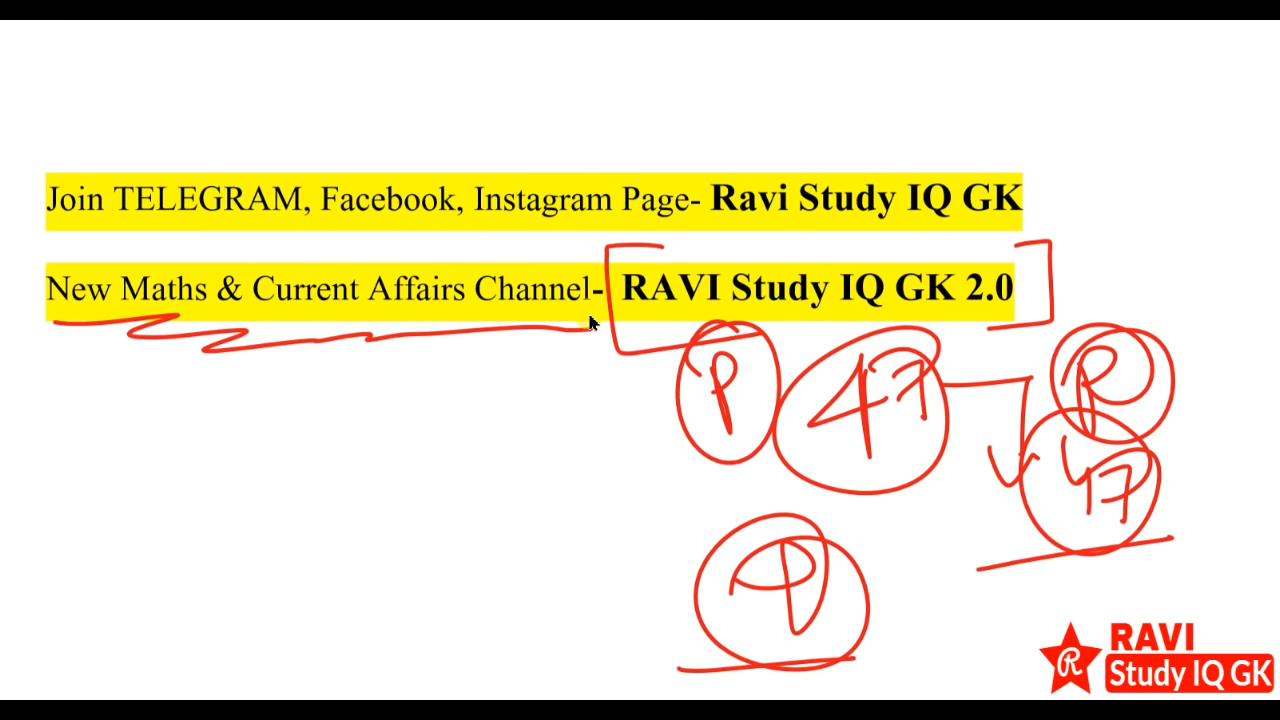 Join TELEGRAM, Facebook, Instagram Page- Ravi Study IQ GK
New Maths & Current Affairs Channel- RAVI Study IQ GK 2.0
P 47 P
47
P
R RAVI
Study IQ GK